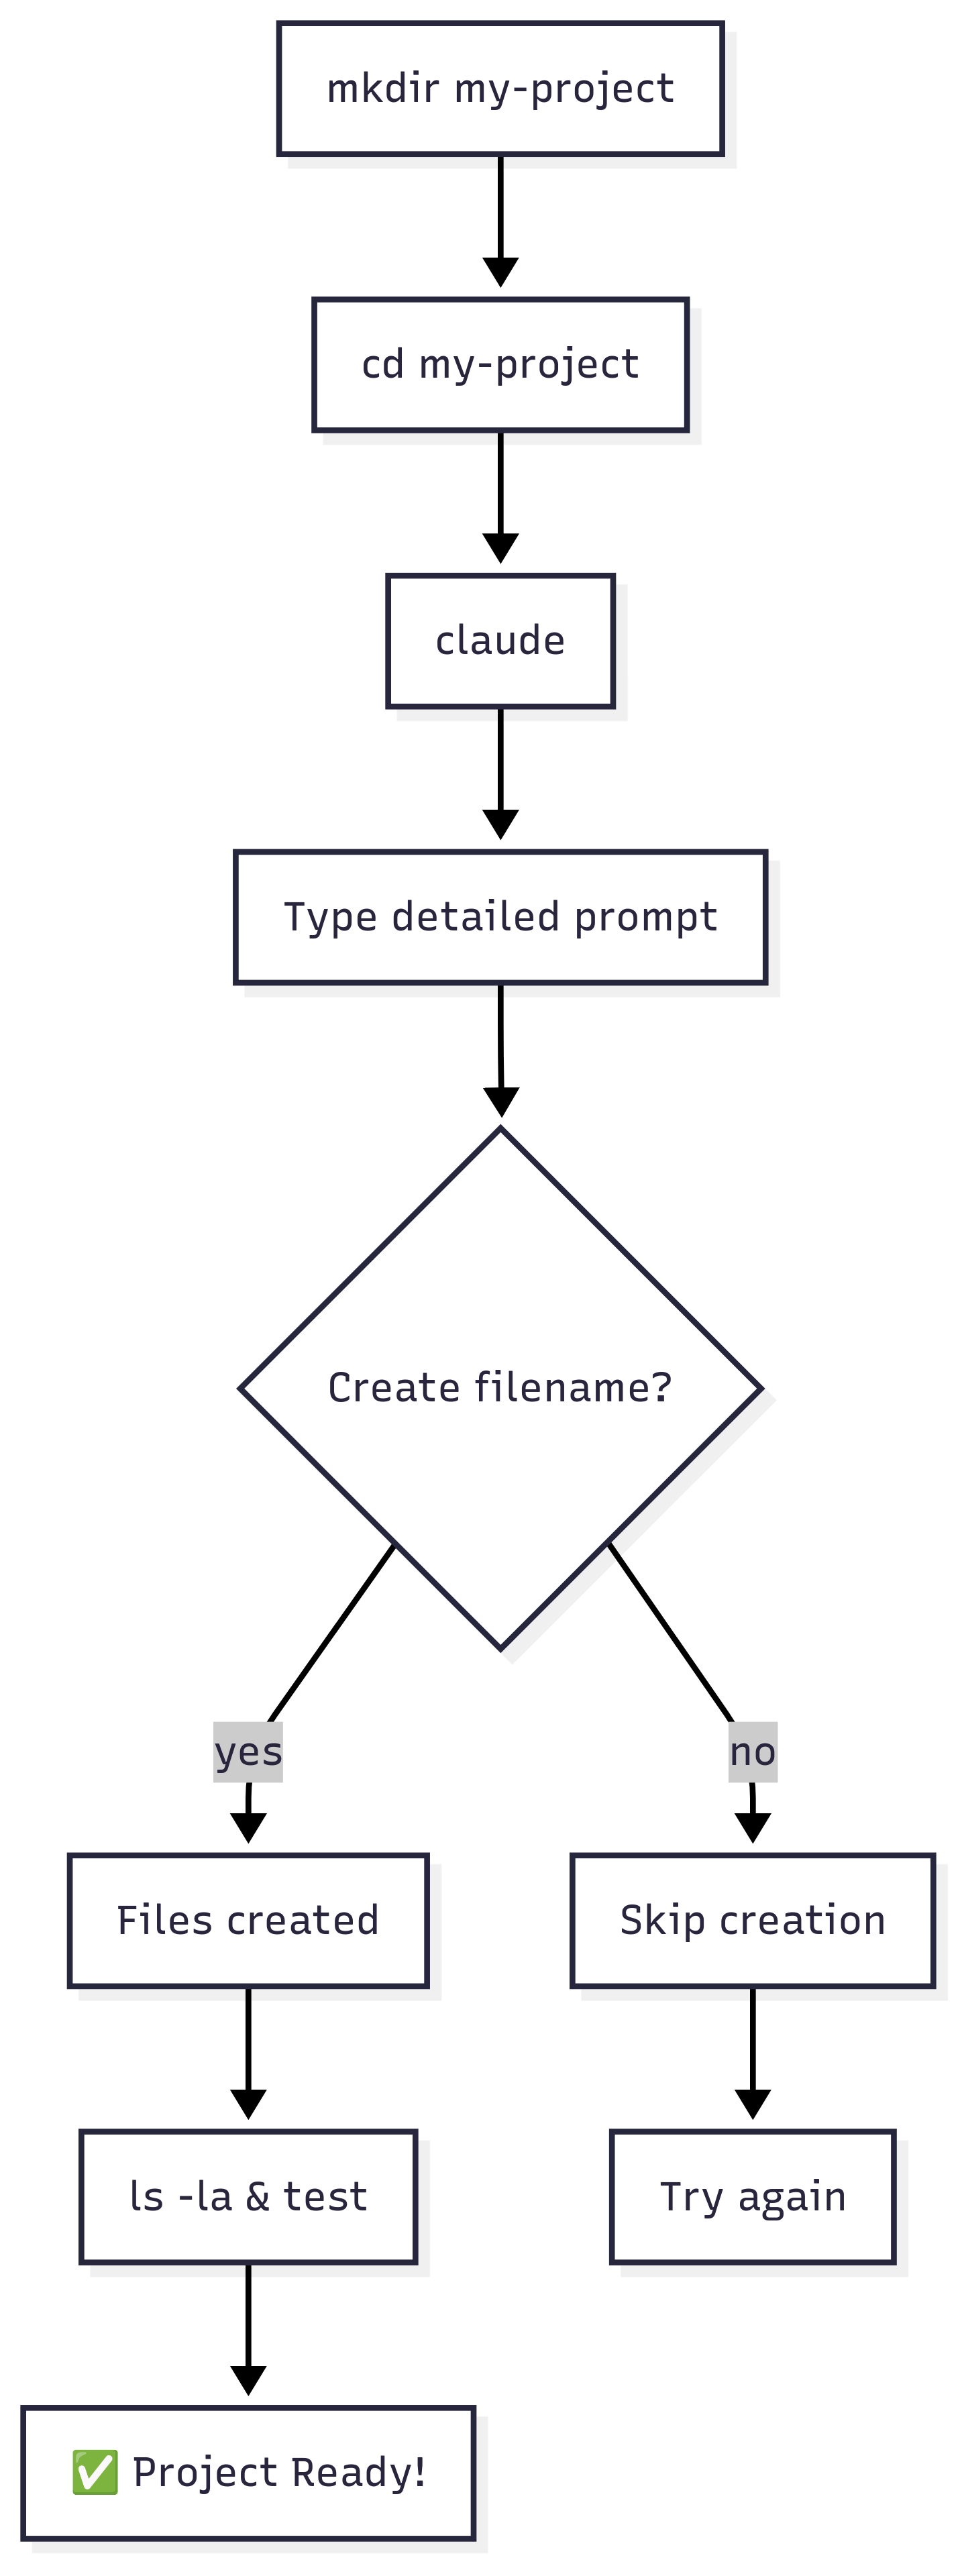 mkdir my-project
cd my-project
claude
Type detailed prompt
Create filename?
yes
no
Files created
Skip creation
ls -la & test
Try again
✅ Project Ready!